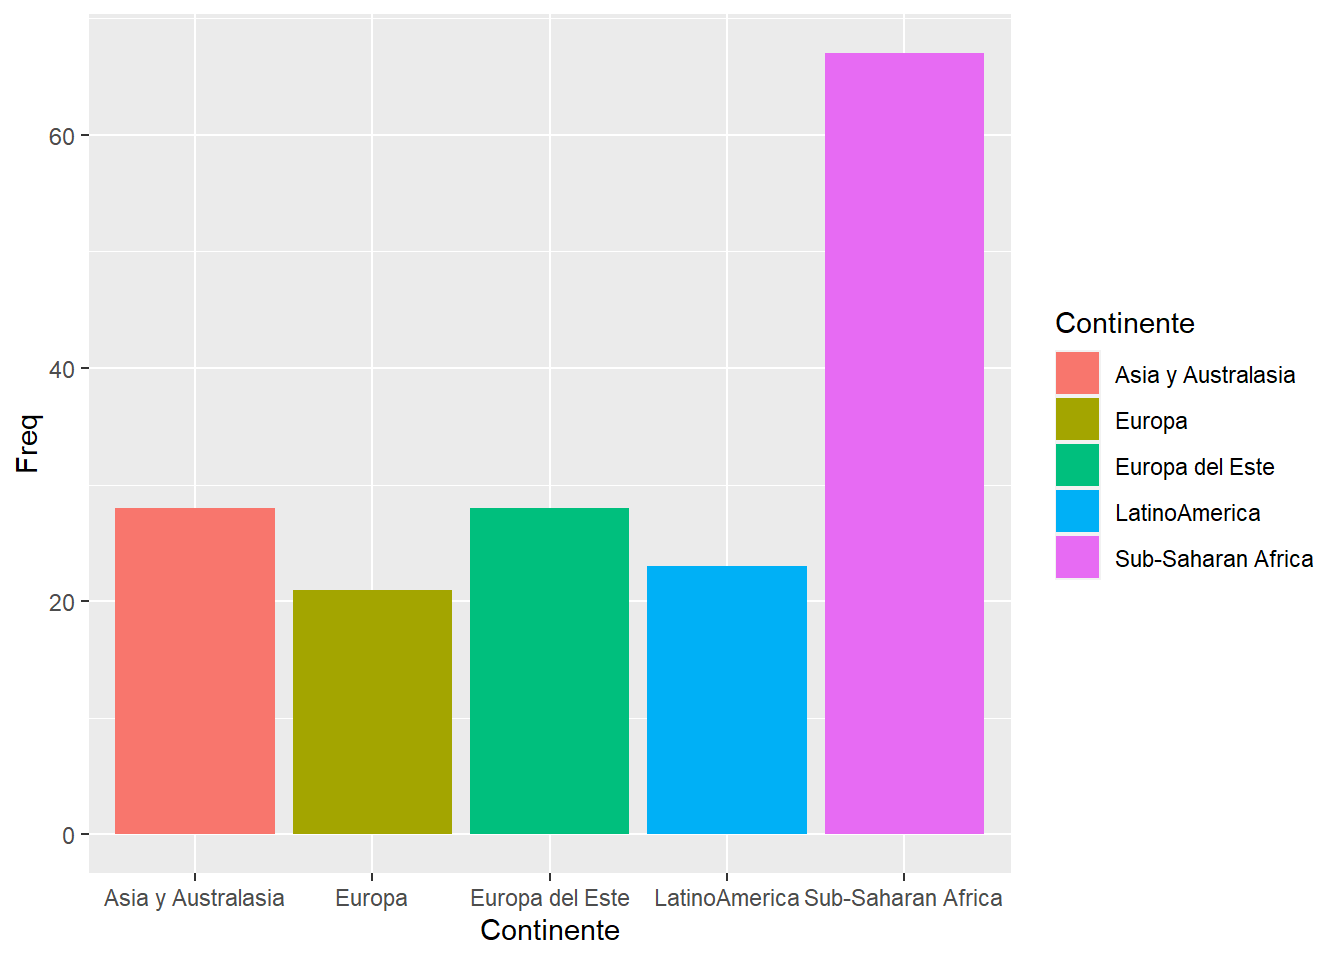 60
40
20
0
Freq
Asia y Australasia
Europa
Europa del Este
LatinoAmerica
Sub-Saharan Africa
Continente
Continente
Asia y Australasia
Europa
Europa del Este
LatinoAmerica
Sub-Saharan Africa